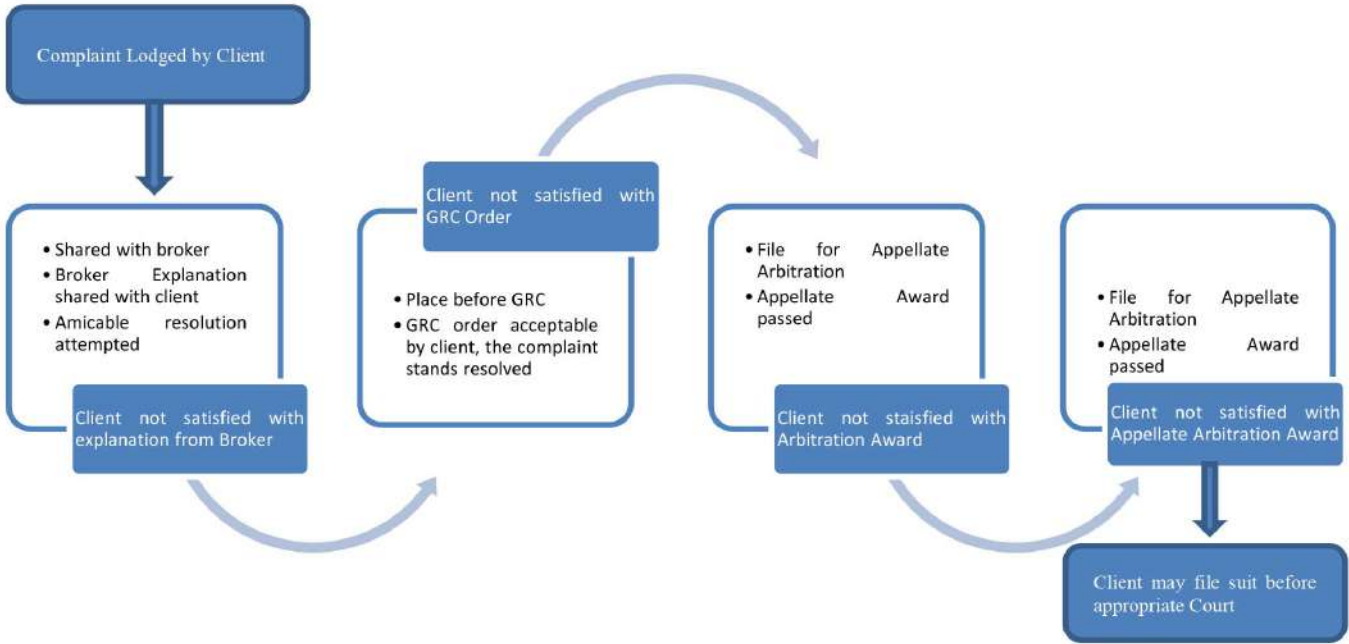 Complaint Lodged by Client
• Shared with broker
• Broker Explanation
shared with client
• Amicable resolution
attempted
Client not satisfied with
explanation from Broker
Client not satisfied with
GRC Order
• Place before GRC
• GRC order acceptable
by client, the complaint
stands resolved
• File for Appellate
Arbitration
• Appellate Award
passed
Client not staisfied with
Arbitration Award
• File for Appellate
Arbitration
• Appellate Award
passed
Client not satisfied with
Appellate Arbitration Award
Client may file suit before
appropriate Court